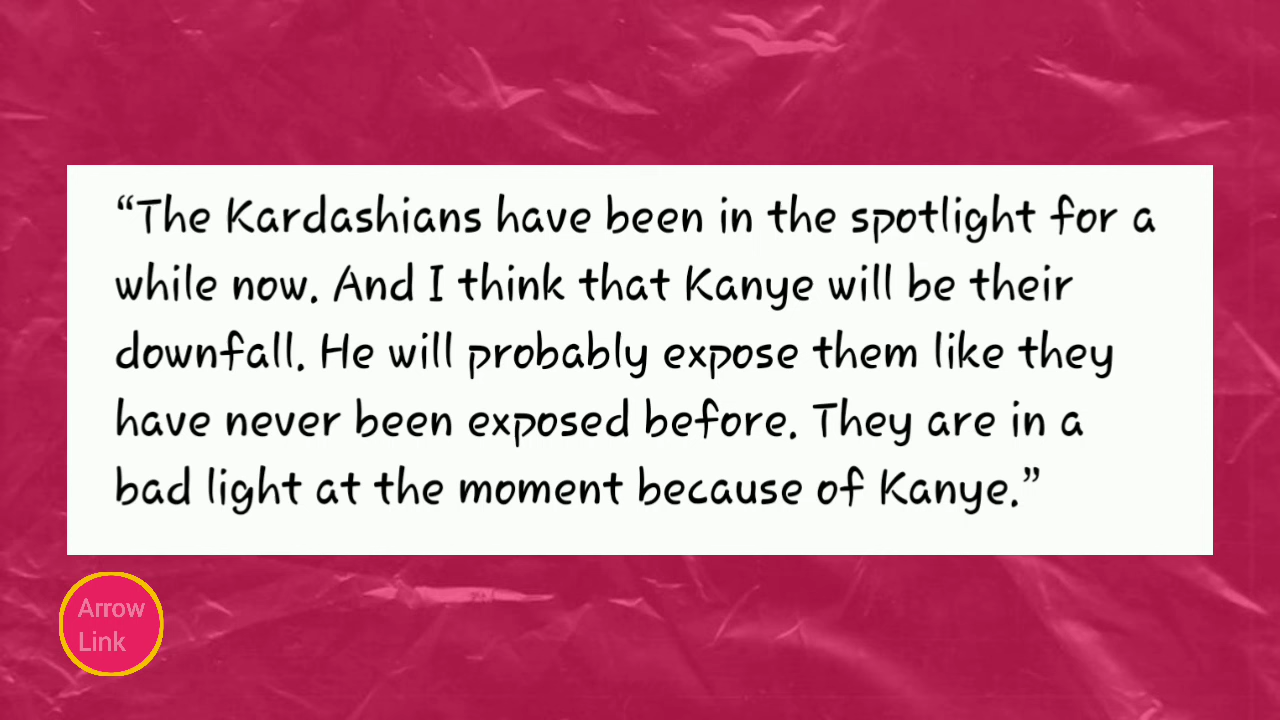 “The Kardashians have been in the spotlight for a
while now. And I think that Kanye will be their
downfall. He will probably expose them like they
have never been exposed before. They are in a
bad light at the moment because of Kanye.”
Arrow
Link